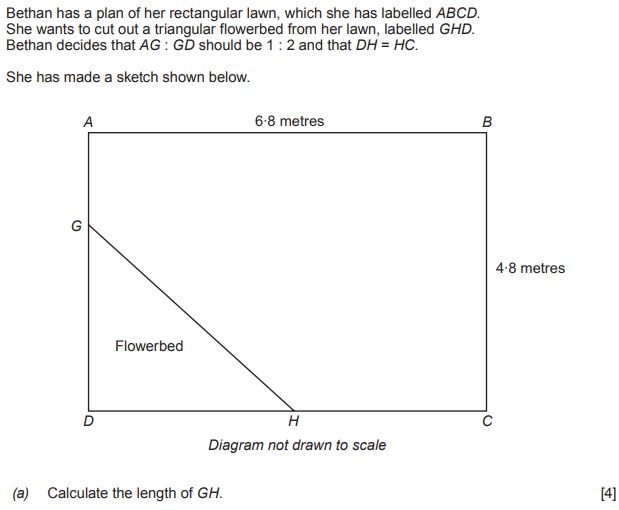 Bethan has a plan of her rectangular lawn, which she has labelled ABCD.
She wants to cut out a triangular flowerbed from her lawn, labelled GHD.
Bethan decides that AG : GD should be 1 : 2 and that DH = HC.
She has made a sketch shown below.
A
6·8 metres
B
G
4·8 metres
Flowerbed
D
H
C
Diagram not drawn to scale
(a) Calculate the length of GH.
[4]